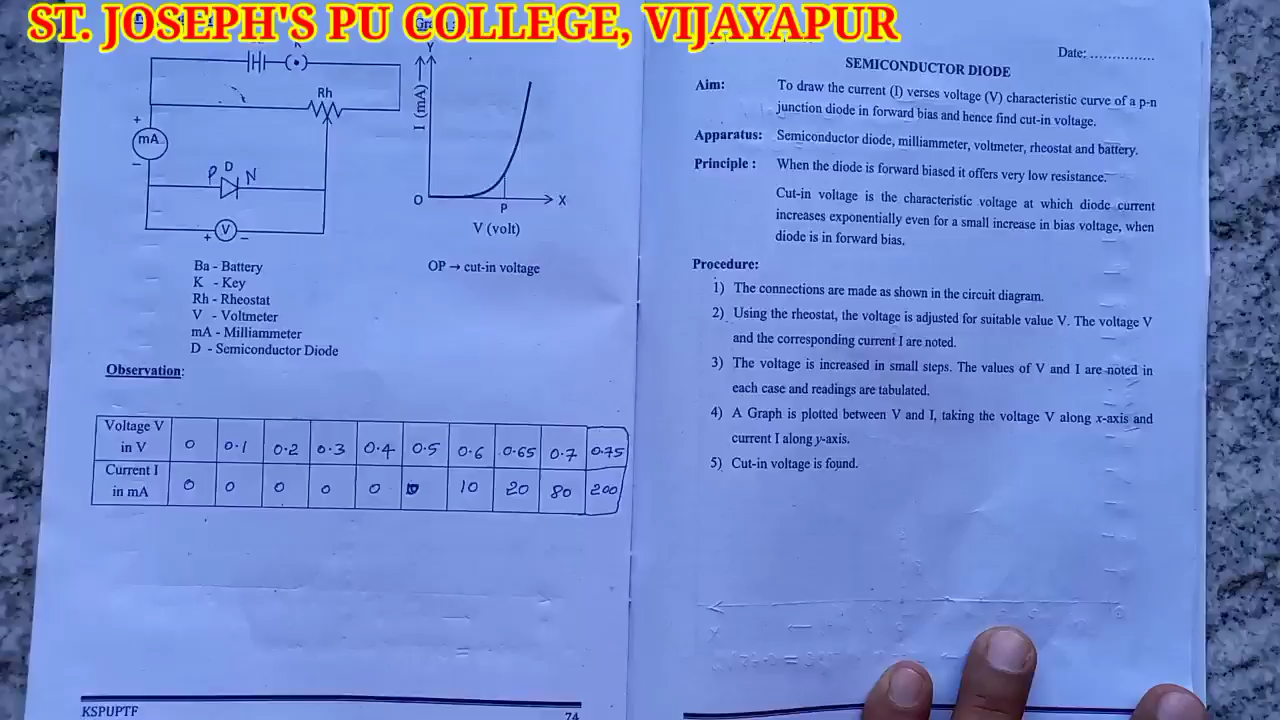 ST. JOSEPH'S PU COLLEGE, VIJAYAPUR
Y
I (mA)
O
P
X
V (volt)
OP → cut-in voltage
Rh
+
mA
−
P D N
+ V −
Ba - Battery
K - Key
Rh - Rheostat
V - Voltmeter
mA - Milliammeter
D - Semiconductor Diode
Observation:
Voltage V in V 0 0.1 0.2 0.3 0.4 0.5 0.6 0.65 0.7 0.75
Current I in mA 0 0 0 0 0 10 20 80 200
KSPUPTF
74
Date: ...............
SEMICONDUCTOR DIODE
Aim: To draw the current (I) verses voltage (V) characteristic curve of a p-n
junction diode in forward bias and hence find cut-in voltage.
Apparatus: Semiconductor diode, milliammeter, voltmeter, rheostat and battery.
Principle : When the diode is forward biased it offers very low resistance.
Cut-in voltage is the characteristic voltage at which diode current
increases exponentially even for a small increase in bias voltage, when
diode is in forward bias.
Procedure:
1) The connections are made as shown in the circuit diagram.
2) Using the rheostat, the voltage is adjusted for suitable value V. The voltage V
and the corresponding current I are noted.
3) The voltage is increased in small steps. The values of V and I are noted in
each case and readings are tabulated.
4) A Graph is plotted between V and I, taking the voltage V along x-axis and
current I along y-axis.
5) Cut-in voltage is found.